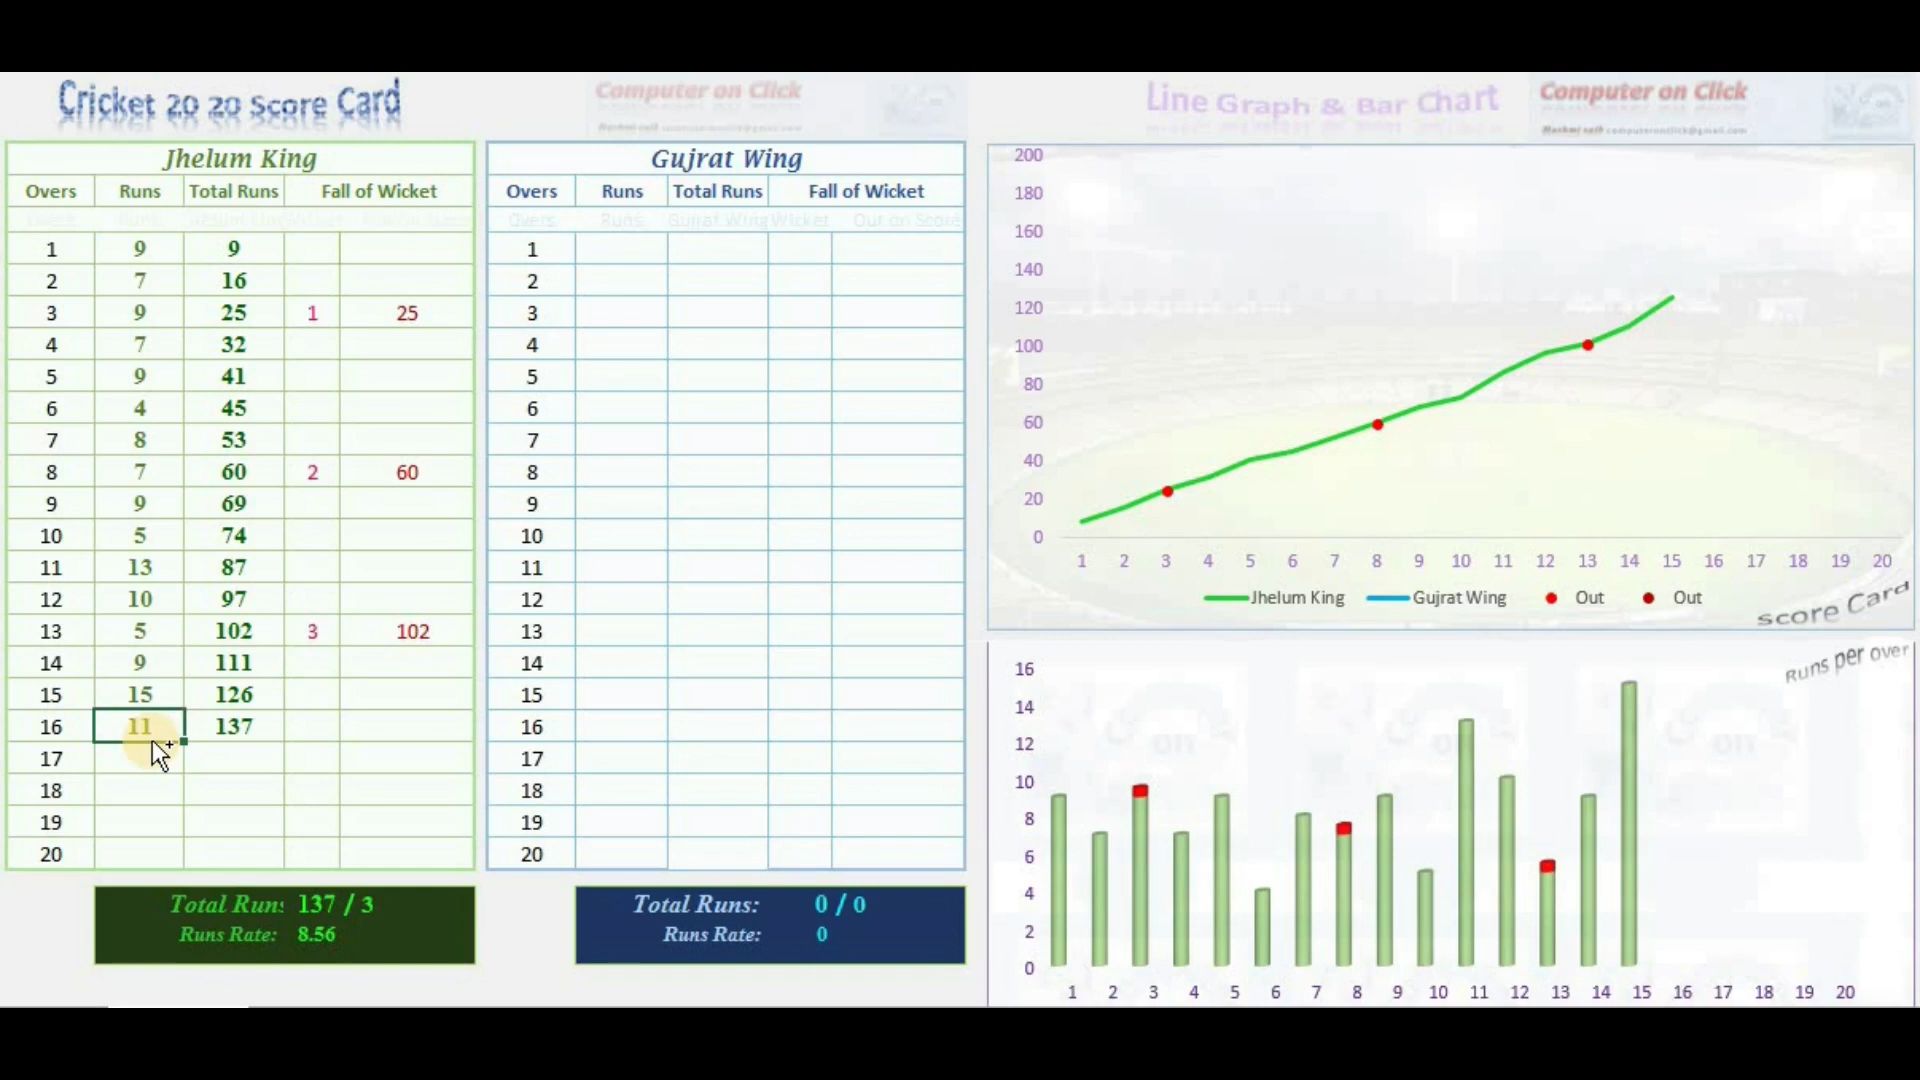 Cricket 20 20 Score Card
Computer on Click
Line Graph & Bar Chart
Computer on Click
Jhelum King
Overs Runs Total Runs Fall of Wicket
1 9 9
2 7 16
3 9 25 1 25
4 7 32
5 9 41
6 4 45
7 8 53
8 7 60 2 60
9 9 69
10 5 74
11 13 87
12 10 97
13 5 102 3 102
14 9 111
15 15 126
16 11 137
17
18
19
20
Total Runs 137 / 3
Runs Rate: 8.56
Gujrat Wing
Overs Runs Total Runs Fall of Wicket
Overs Runs Gujrat Wing Wicket Out on Score
1
2
3
4
5
6
7
8
9
10
11
12
13
14
15
16
17
18
19
20
Total Runs: 0 / 0
Runs Rate: 0
200
180
160
140
120
100
80
60
40
20
0
1 2 3 4 5 6 7 8 9 10 11 12 13 14 15 16 17 18 19 20
Jhelum King Gujrat Wing Out Out
Score Card
Runs per over
16
14
12
10
8
6
4
2
0
1 2 3 4 5 6 7 8 9 10 11 12 13 14 15 16 17 18 19 20